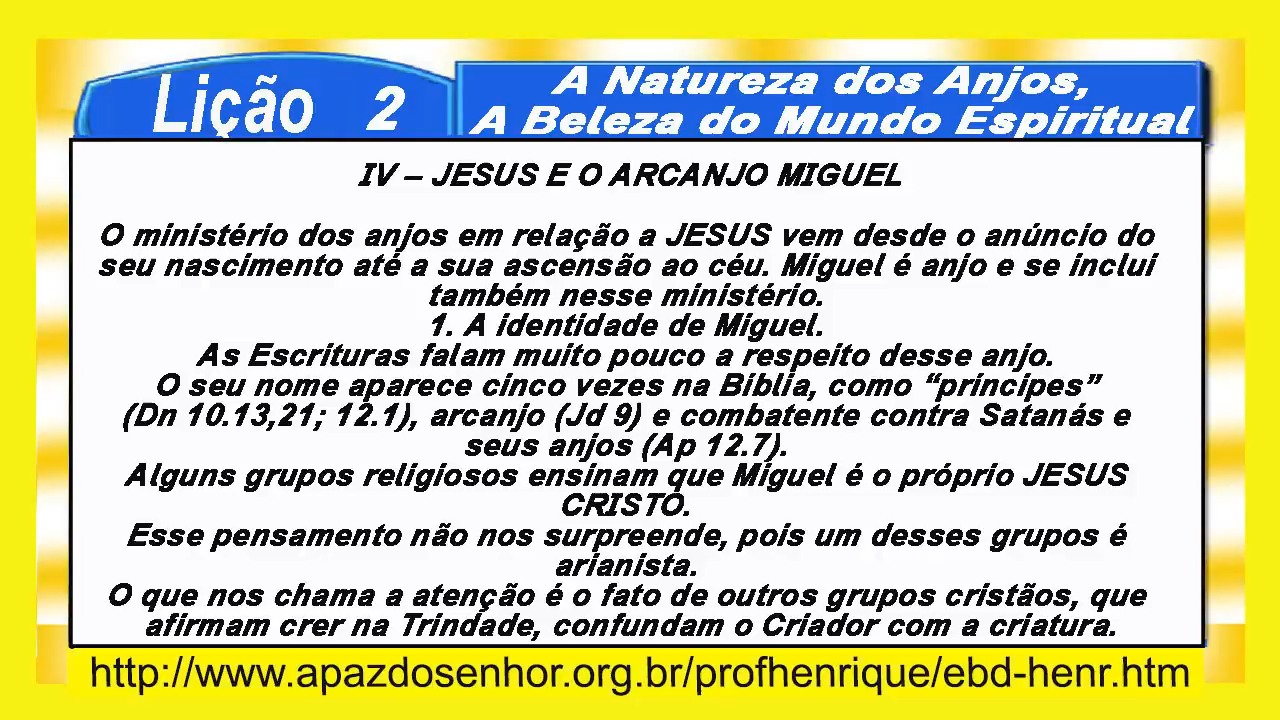 Lição 2
A Natureza dos Anjos,
A Beleza do Mundo Espiritual
IV – JESUS E O ARCANJO MIGUEL
O ministério dos anjos em relação a JESUS vem desde o anúncio do
seu nascimento até a sua ascensão ao céu. Miguel é anjo e se inclui
também nesse ministério.
1. A identidade de Miguel.
As Escrituras falam muito pouco a respeito desse anjo.
O seu nome aparece cinco vezes na Bíblia, como “príncipes”
(Dn 10.13,21; 12.1), arcanjo (Jd 9) e combatente contra Satanás e
seus anjos (Ap 12.7).
Alguns grupos religiosos ensinam que Miguel é o próprio JESUS
CRISTO.
Esse pensamento não nos surpreende, pois um desses grupos é
arianista.
O que nos chama a atenção é o fato de outros grupos cristãos, que
afirmam crer na Trindade, confundam o Criador com a criatura.
http://www.apazdosenhor.org.br/profhenrique/ebd-henr.htm